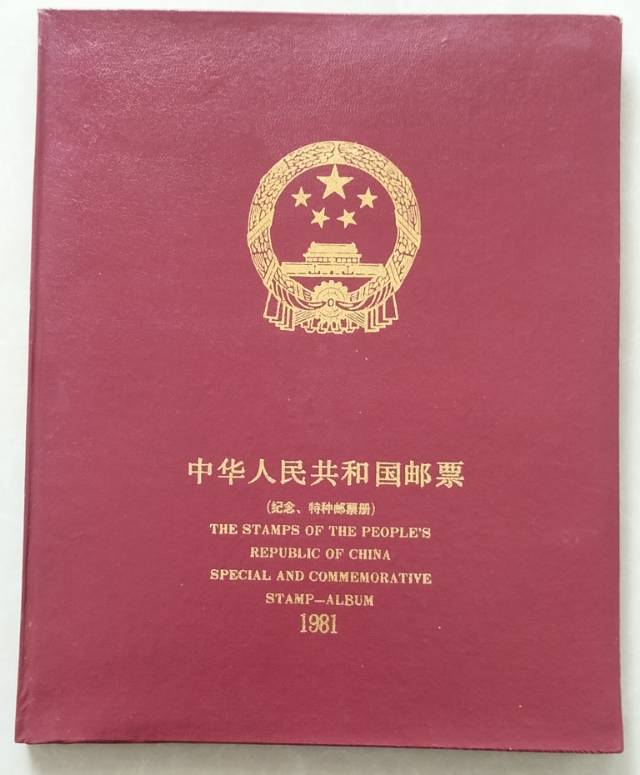 中华人民共和国邮票
(纪念、特种邮票册)
THE STAMPS OF THE PEOPLE'S
REPUBLIC OF CHINA
SPECIAL AND COMMEMORATIVE
STAMP—ALBUM
1981